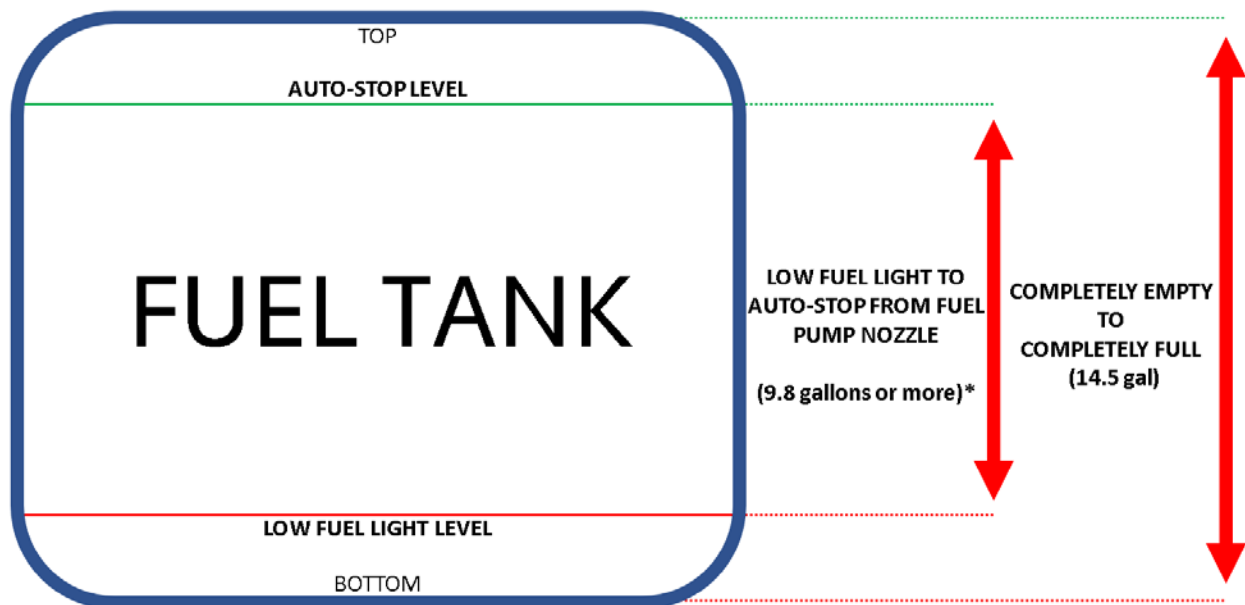 TOP
AUTO-STOP LEVEL
FUEL TANK
LOW FUEL LIGHT TO
AUTO-STOP FROM FUEL
PUMP NOZZLE
(9.8 gallons or more)*
COMPLETELY EMPTY
TO
COMPLETELY FULL
(14.5 gal)
LOW FUEL LIGHT LEVEL
BOTTOM